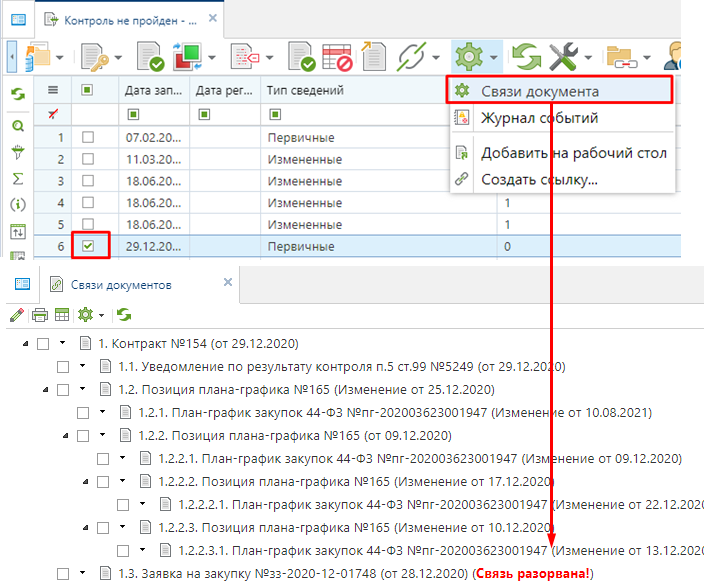 Контроль не пройден - ...
Связи документа
Журнал событий
Добавить на рабочий стол
Создать ссылку...
Дата зап... Дата рег... Тип сведений
1 07.02.20... Первичные
2 11.03.20... Измененные
3 18.06.20... Измененные
4 18.06.20... Измененные 1
5 18.06.20... Измененные 1
6 29.12.20... Первичные 0
Связи документов
1. Контракт №154 (от 29.12.2020)
1.1. Уведомление по результату контроля п.5 ст.99 №5249 (от 29.12.2020)
1.2. Позиция плана-графика №165 (Изменение от 25.12.2020)
1.2.1. План-график закупок 44-ФЗ №пг-202003623001947 (Изменение от 10.08.2021)
1.2.2. Позиция плана-графика №165 (от 09.12.2020)
1.2.2.1. План-график закупок 44-ФЗ №пг-202003623001947 (Изменение от 09.12.2020)
1.2.2.2. Позиция плана-графика №165 (Изменение от 17.12.2020)
1.2.2.2.1. План-график закупок 44-ФЗ №пг-202003623001947 (Изменение от 22.12.2020
1.2.2.3. Позиция плана-графика №165 (Изменение от 10.12.2020)
1.2.2.3.1. План-график закупок 44-ФЗ №пг-202003623001947 (Изменение от 13.12.2020
1.3. Заявка на закупку №зз-2020-12-01748 (от 28.12.2020) (Связь разорвана!)